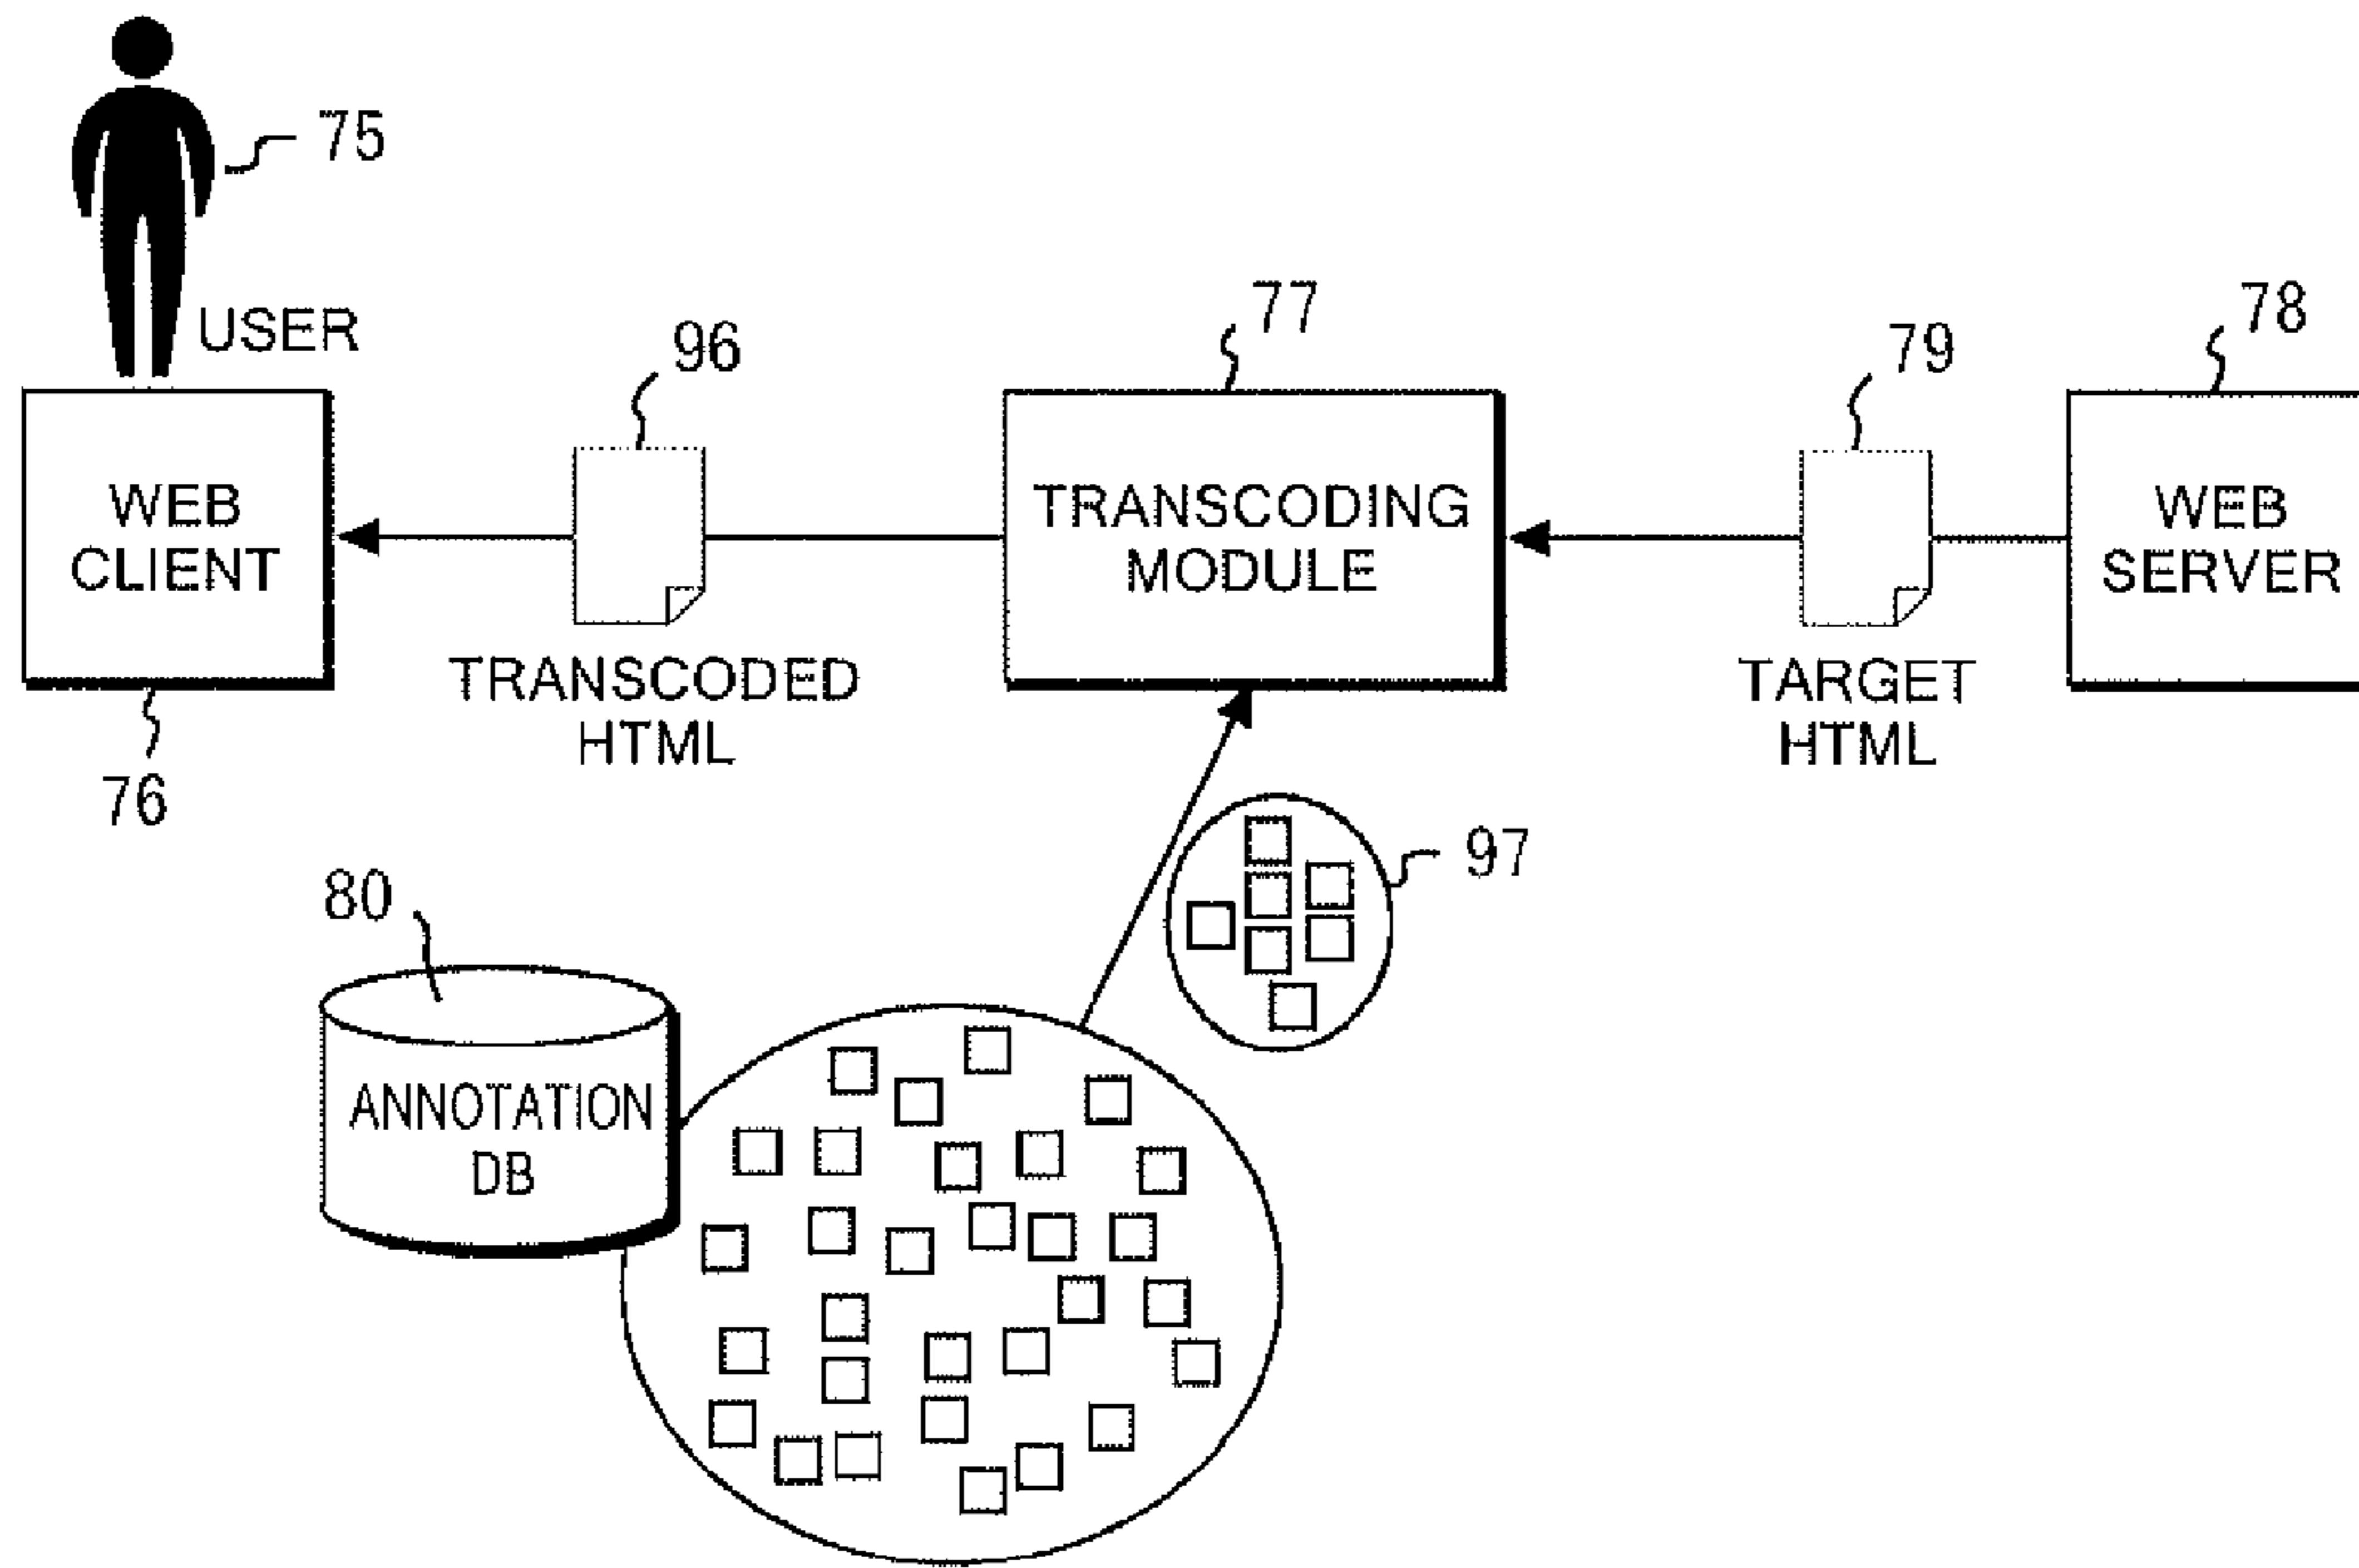 75
USER
96
77
79
78
WEB
CLIENT
TRANSCODING
MODULE
WEB
SERVER
TRANSCODED
HTML
TARGET
HTML
76
97
80
ANNOTATION
DB